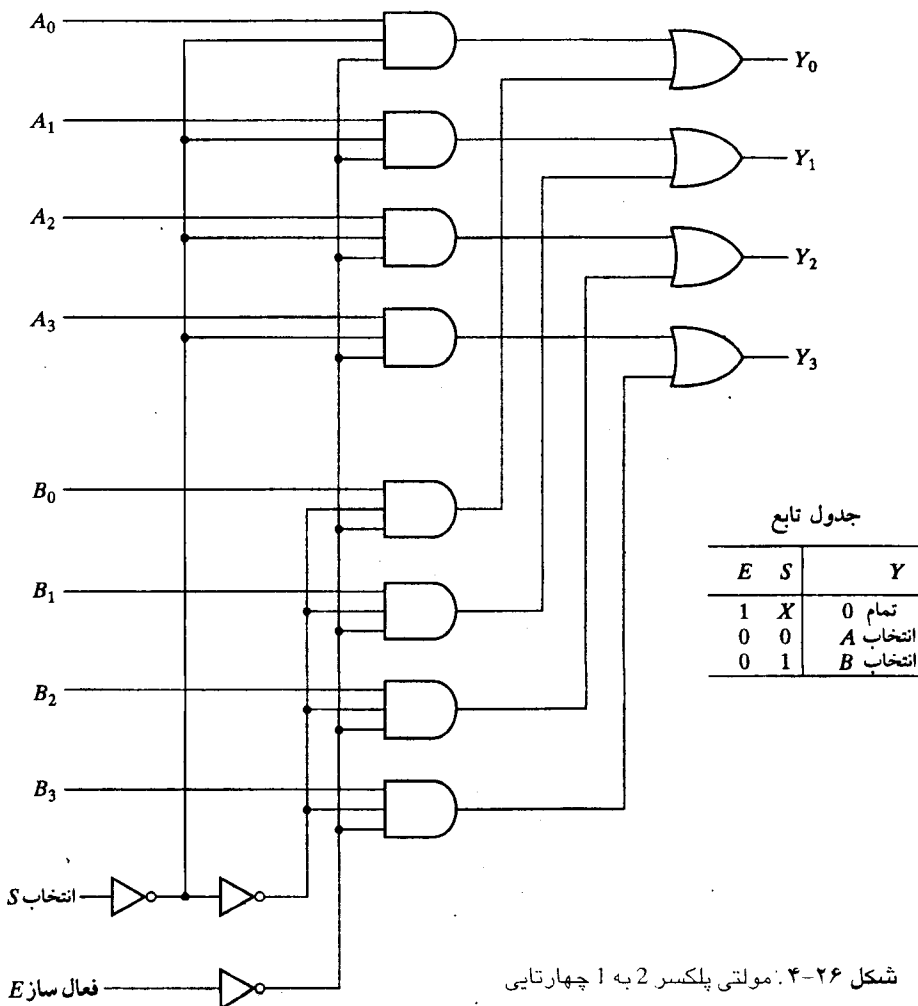 A0
Y0
A1
Y1
A2
Y2
A3
Y3
B0
جدول تابع
E S Y
1 X تمام 0
0 0 انتخاب A
0 1 انتخاب B
B1
B2
B3
انتخاب S
فعال ساز E
شکل ۲۶-۴: مولتی پلکسر 2 به 1 چهارتایی